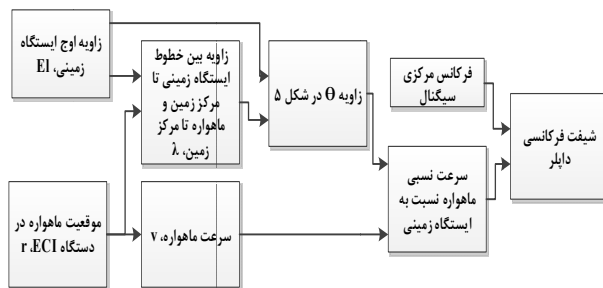 زاویه اوج ایستگاه
زمینی، El
زاویه بین خطوط
ایستگاه زمینی تا
مرکز زمین و
ماهواره تا مرکز
زمین، λ
زاویه Θ در شکل ۵
فرکانس مرکزی
سیگنال
شیفت فرکانسی
داپلر
سرعت نسبی
ماهواره نسبت به
ایستگاه زمینی
موقعیت ماهواره در
دستگاه ECI، r
سرعت ماهواره، v